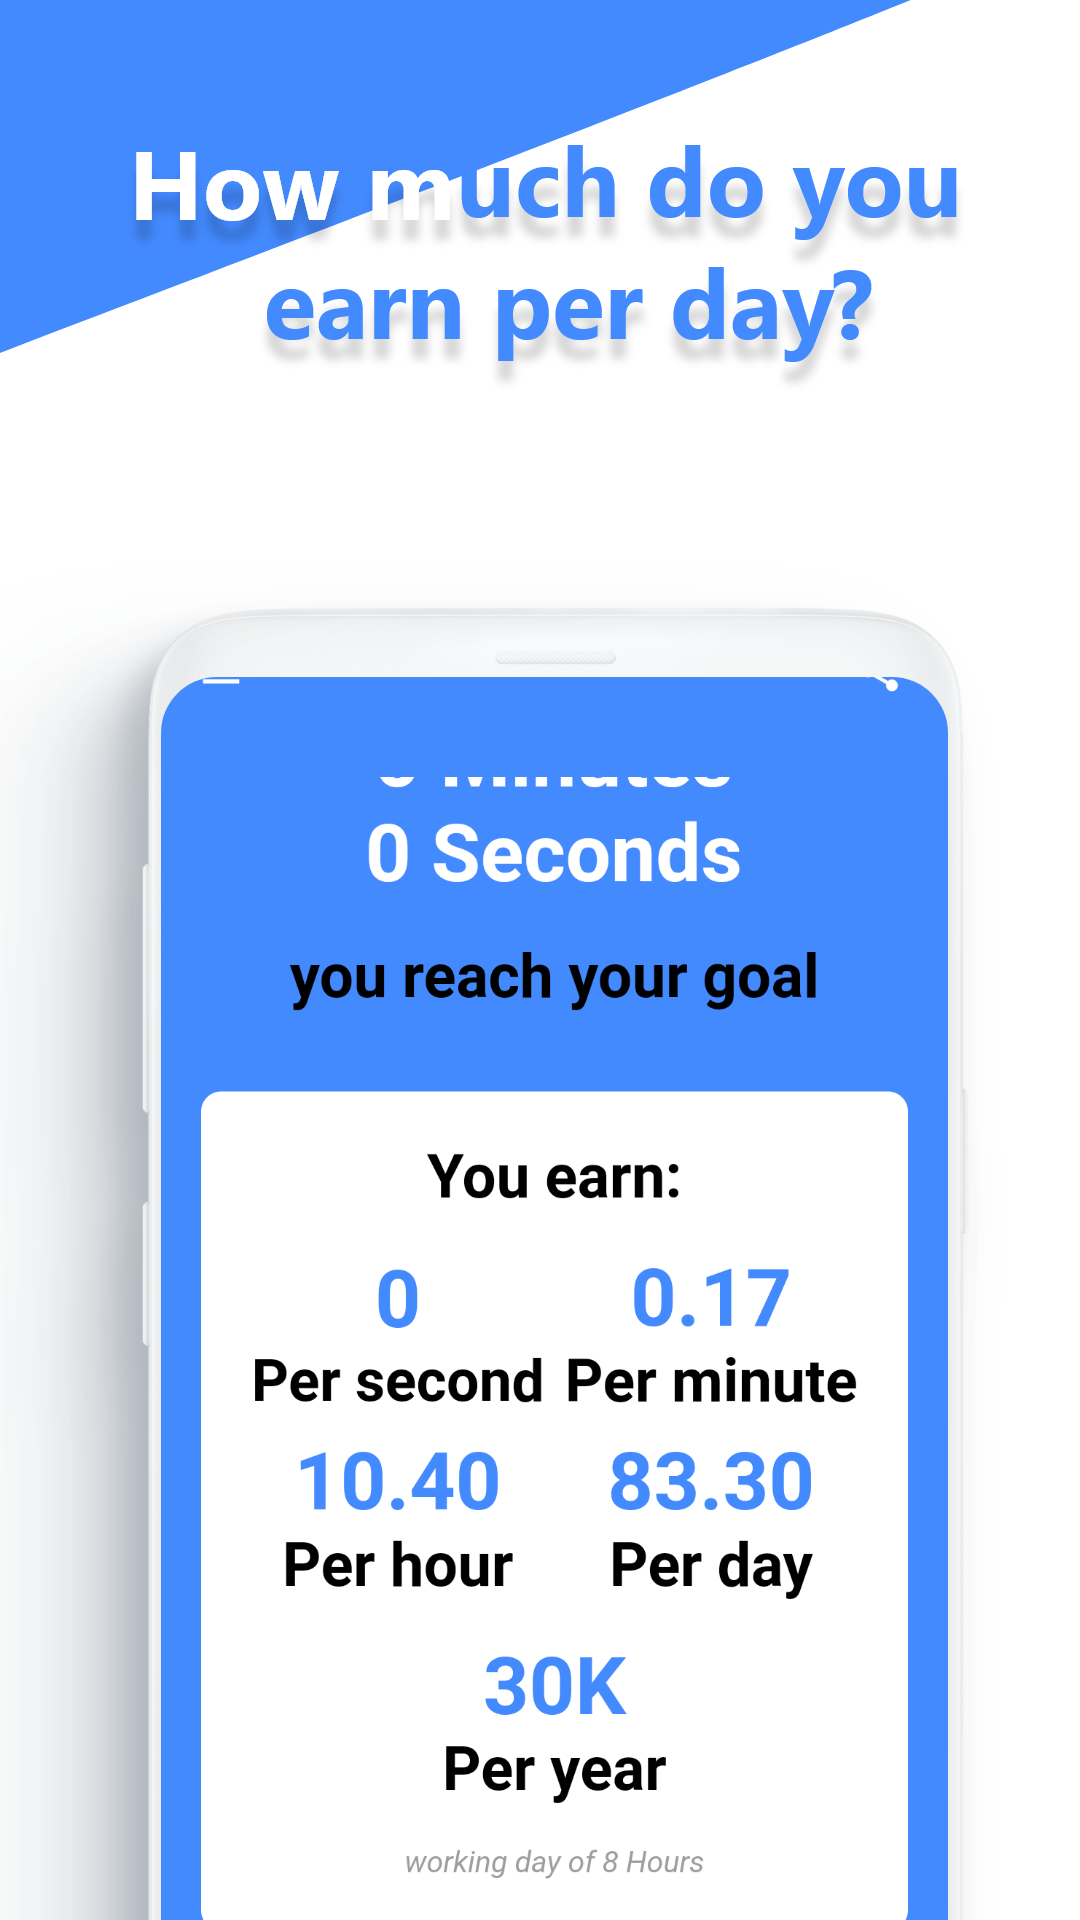 How much do you
earn per day?
Minutes
0 Seconds
you reach your goal
You earn:
0 0.17
Per second Per minute
10.40 83.30
Per hour Per day
30K
Per year
working day of 8 Hours